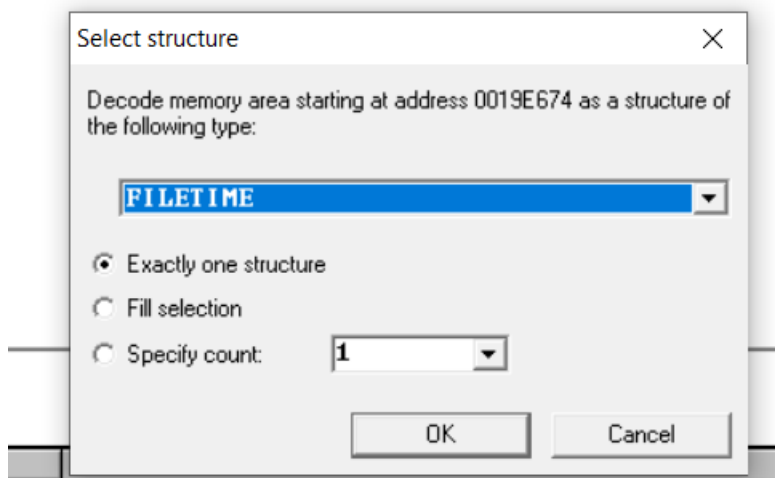 Select structure
Decode memory area starting at address 0019E674 as a structure of
the following type:
FILETIME
Exactly one structure
Fill selection
Specify count: 1
OK Cancel